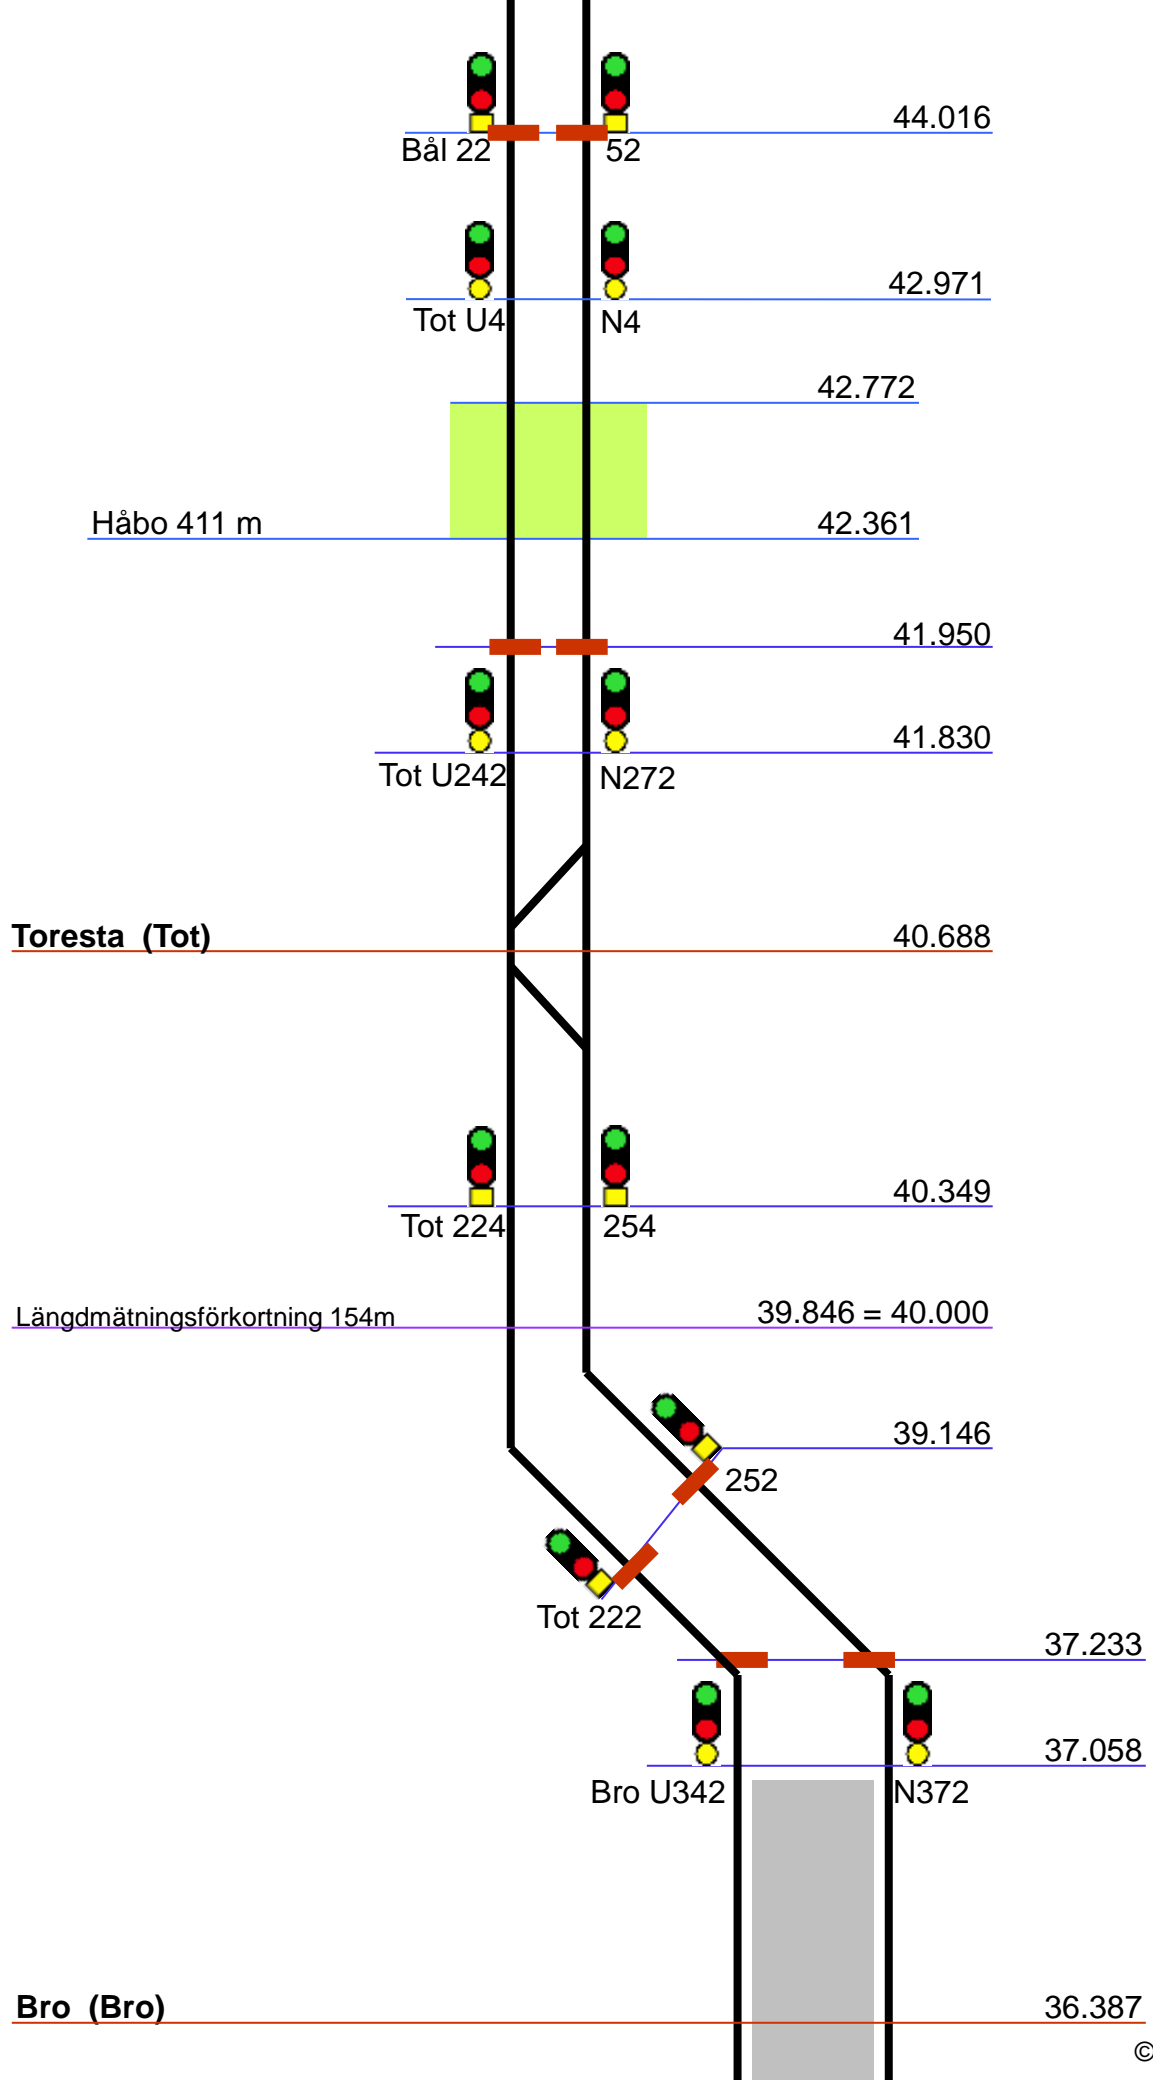 44.016
Bål 22 52
42.971
Tot U4 N4
42.772
Håbo 411 m 42.361
41.950
41.830
Tot U242 N272
Toresta (Tot) 40.688
40.349
Tot 224 254
Längdmätningsförkortning 154m 39.846 = 40.000
39.146
252
Tot 222
37.233
37.058
Bro U342 N372
Bro (Bro) 36.387
©